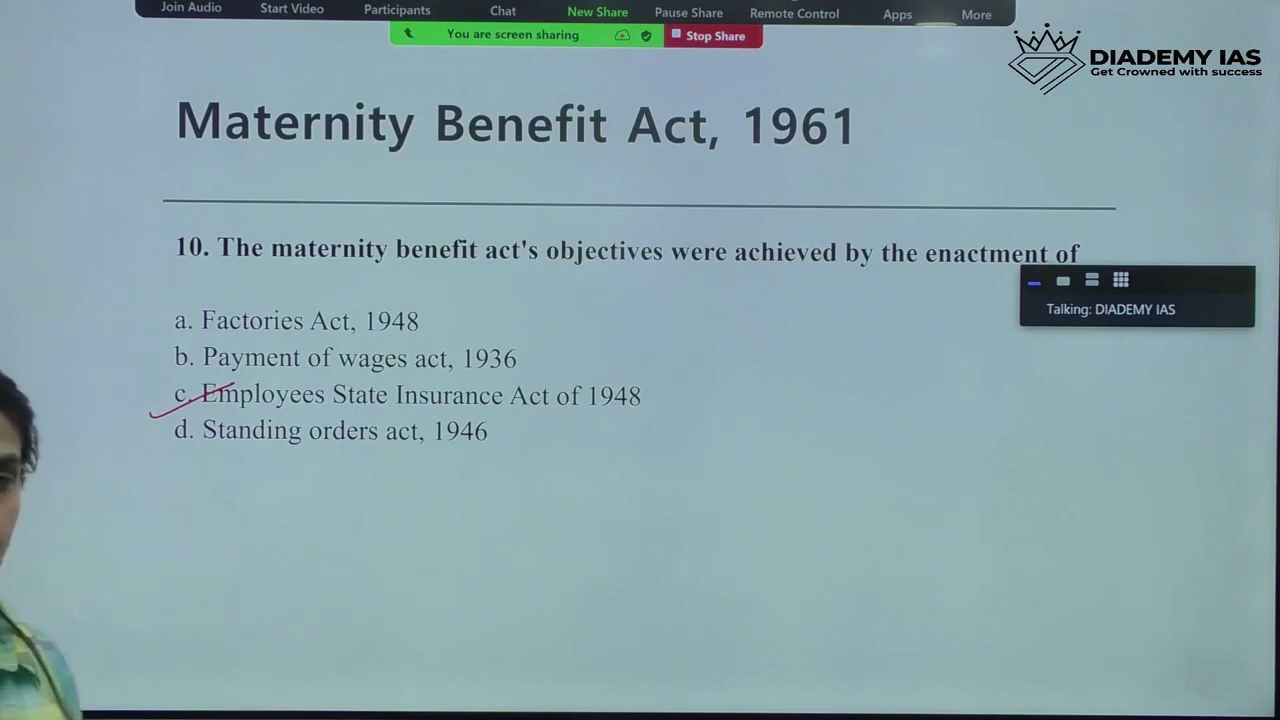 Join Audio Start Video Participants Chat New Share Pause Share Remote Control Apps More
You are screen sharing Stop Share
DIADEMY IAS
Get Crowned with success
Maternity Benefit Act, 1961
10. The maternity benefit act's objectives were achieved by the enactment of
Talking: DIADEMY IAS
a. Factories Act, 1948
b. Payment of wages act, 1936
c. Employees State Insurance Act of 1948
d. Standing orders act, 1946